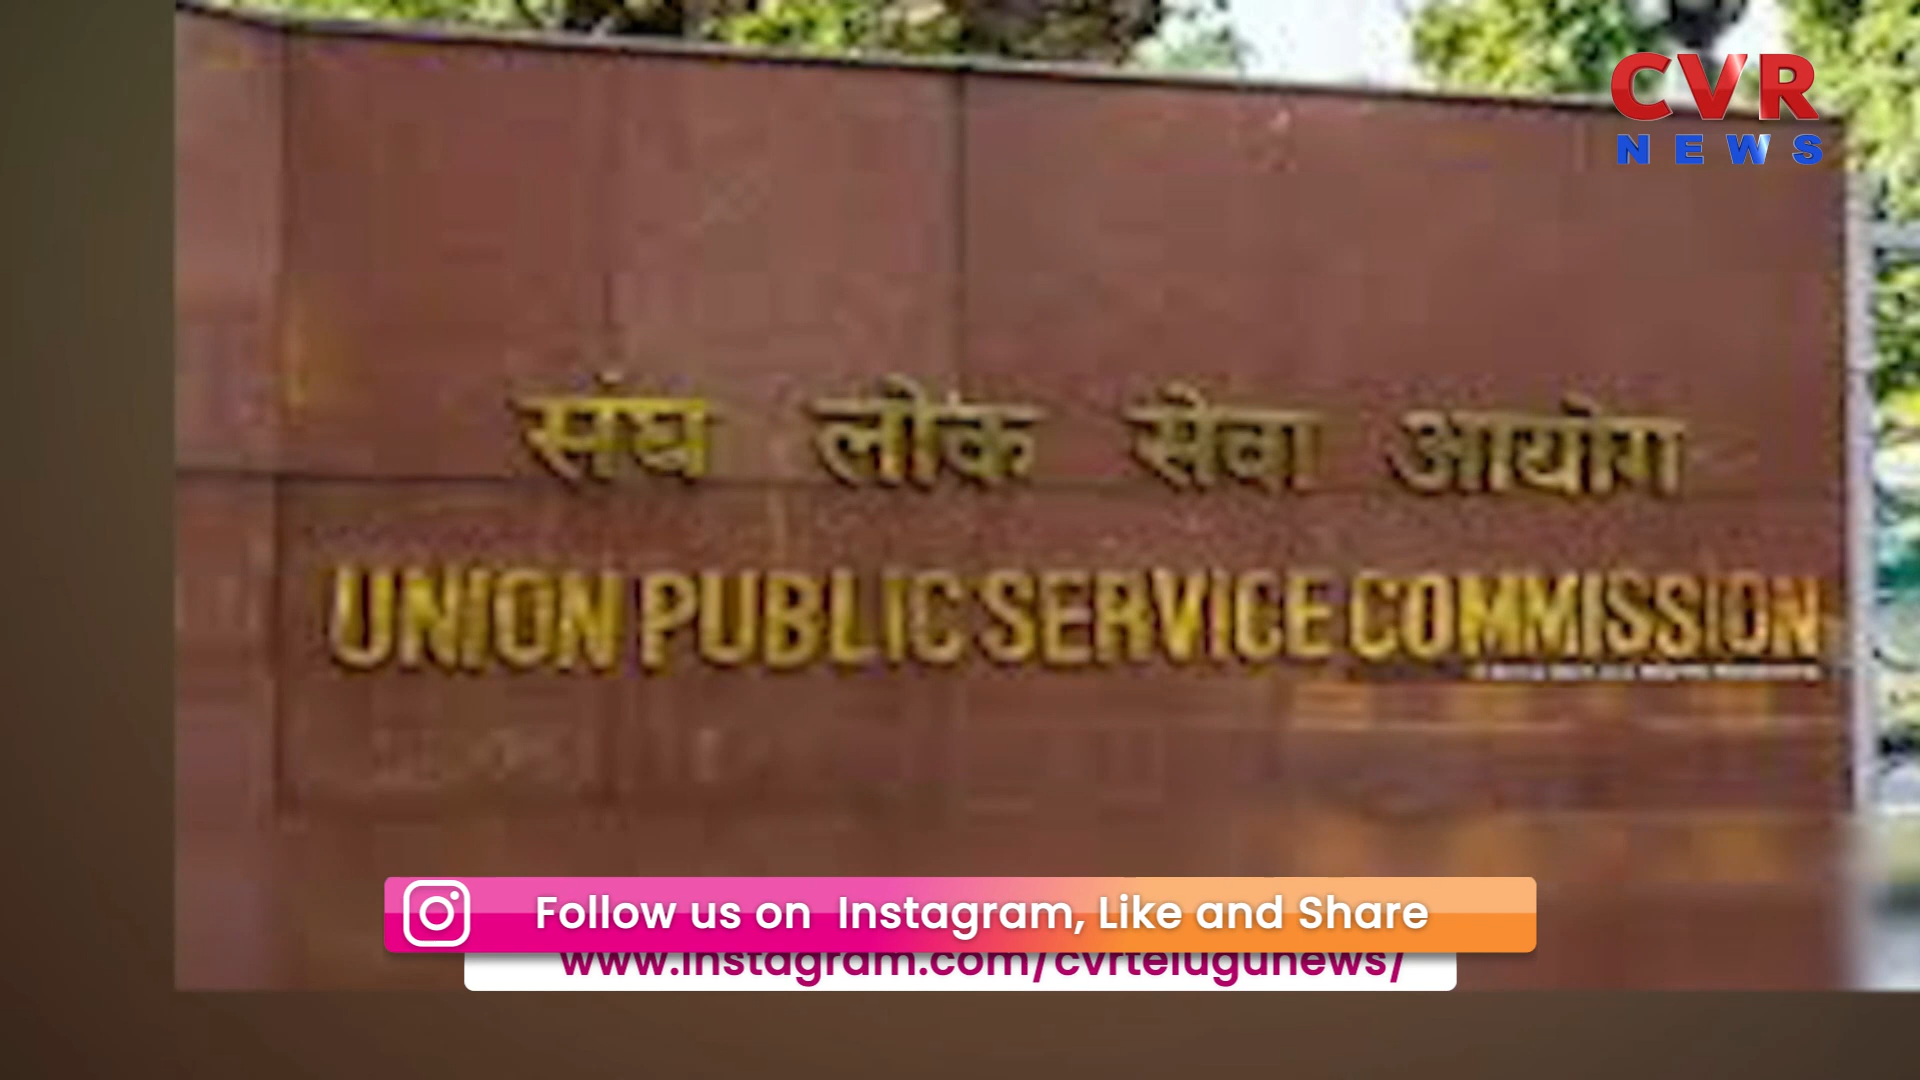 CVR
NEWS
संघ लोक सेवा आयोग
UNION PUBLIC SERVICE COMMISSION
Follow us on Instagram, Like and Share
www.instagram.com/cvrtelugunews/